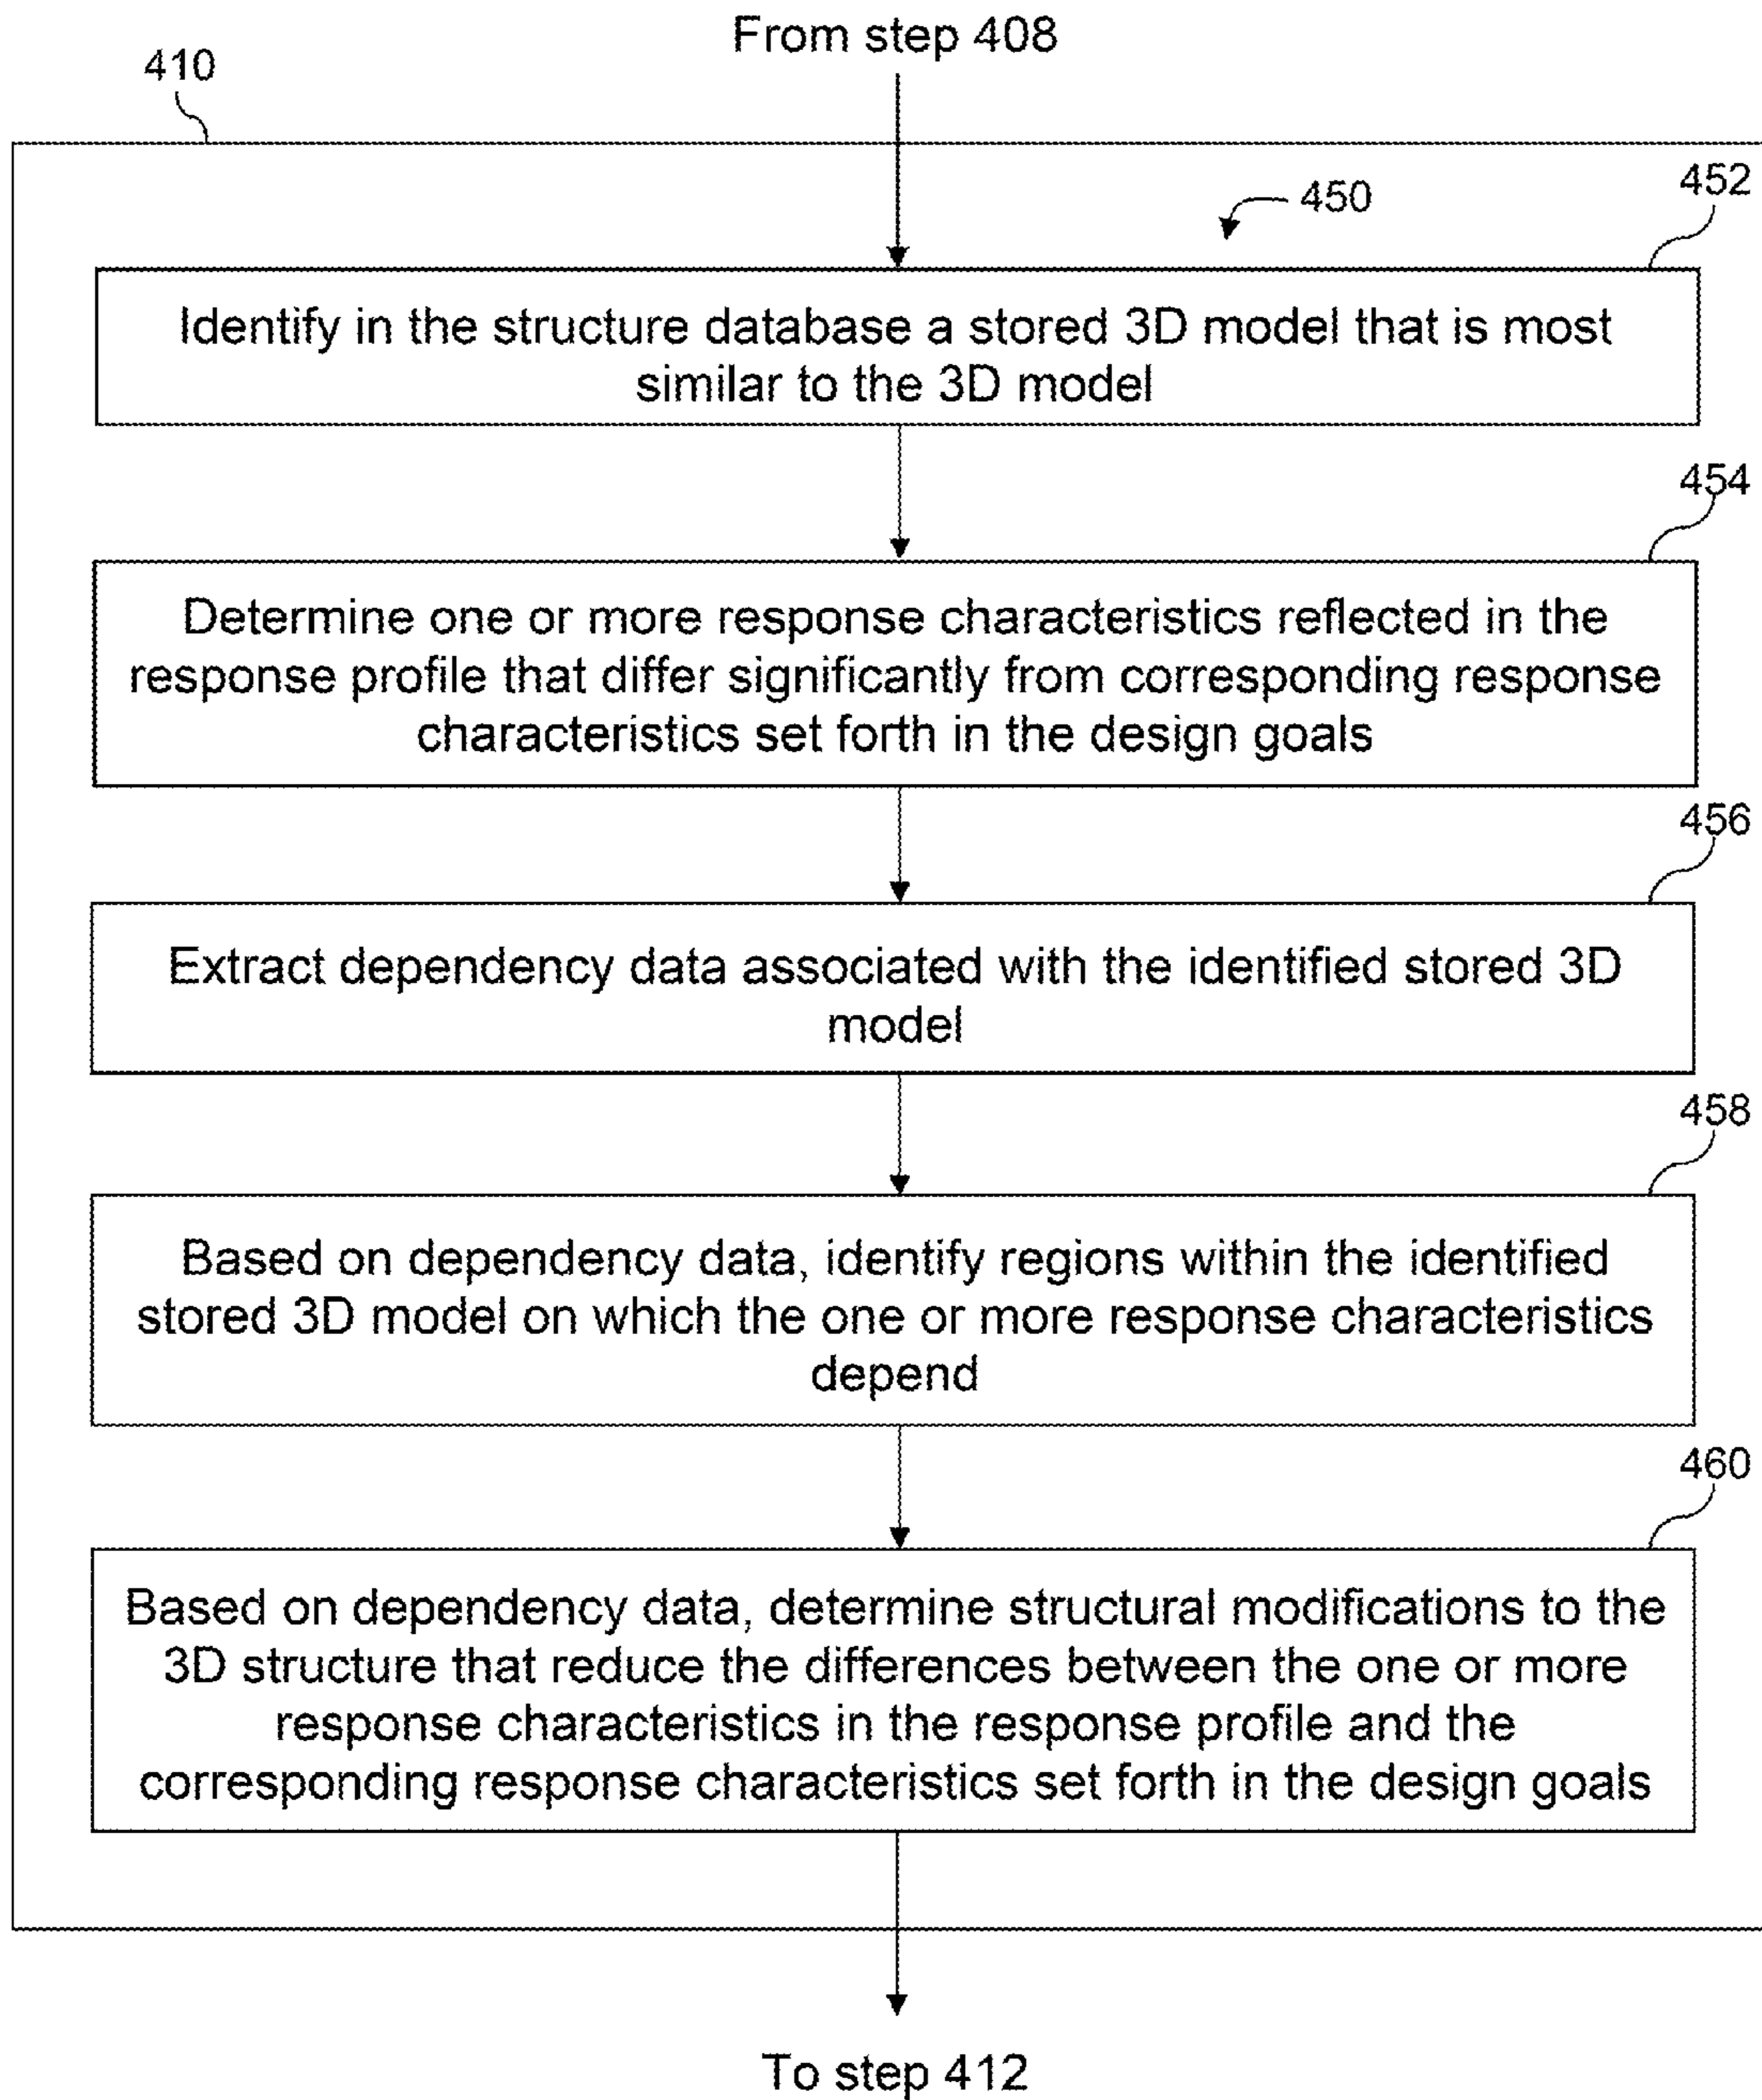 From step 408
410
450
452
Identify in the structure database a stored 3D model that is most
similar to the 3D model
454
Determine one or more response characteristics reflected in the
response profile that differ significantly from corresponding response
characteristics set forth in the design goals
456
Extract dependency data associated with the identified stored 3D
model
458
Based on dependency data, identify regions within the identified
stored 3D model on which the one or more response characteristics
depend
460
Based on dependency data, determine structural modifications to the
3D structure that reduce the differences between the one or more
response characteristics in the response profile and the
corresponding response characteristics set forth in the design goals
To step 412